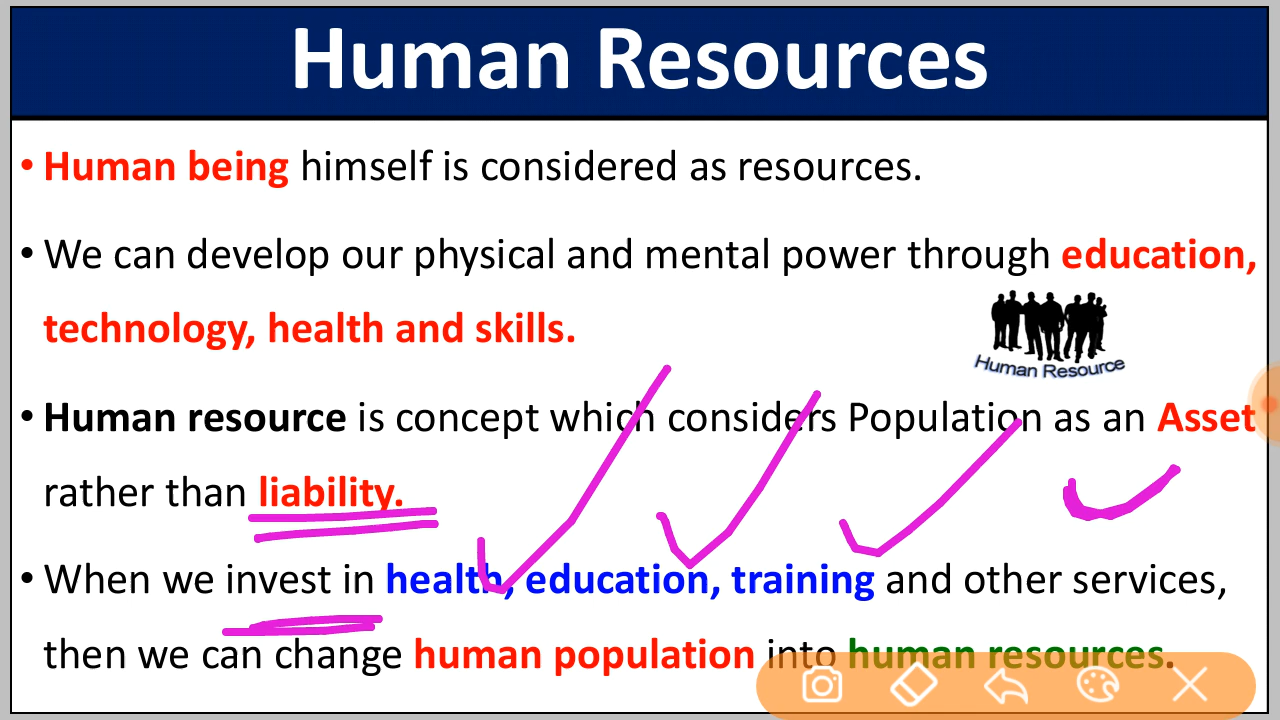 Human Resources
• Human being himself is considered as resources.
• We can develop our physical and mental power through education,
technology, health and skills.
Human Resource
• Human resource is concept which considers Population as an Asset
rather than liability.
• When we invest in health, education, training and other services,
then we can change human population into human resources.